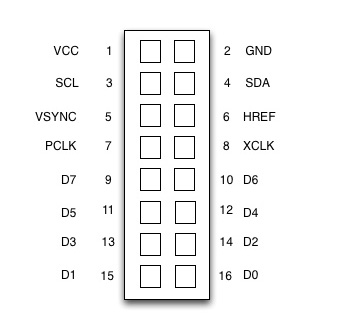 VCC 1 2 GND
SCL 3 4 SDA
VSYNC 5 6 HREF
PCLK 7 8 XCLK
D7 9 10 D6
D5 11 12 D4
D3 13 14 D2
D1 15 16 D0